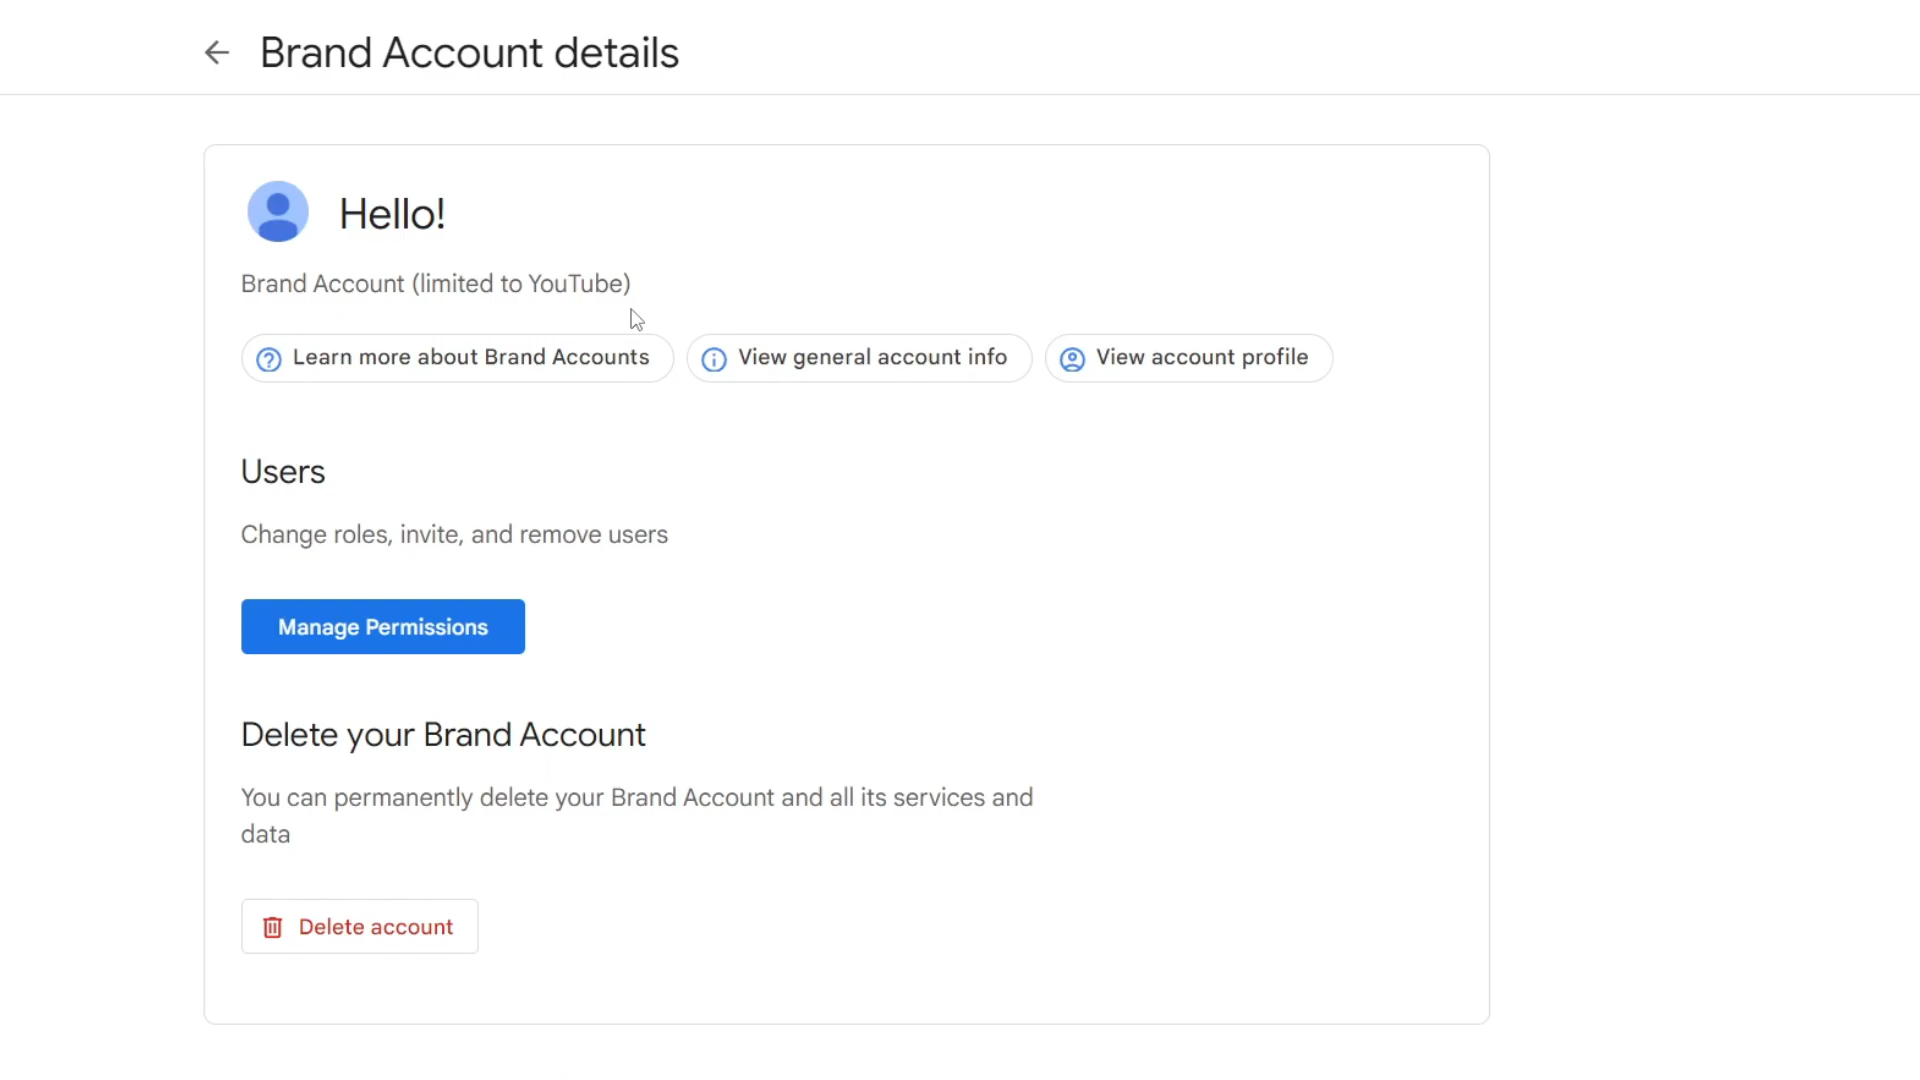 Brand Account details
Hello!
Brand Account (limited to YouTube)
Learn more about Brand Accounts
View general account info
View account profile
Users
Change roles, invite, and remove users
Manage Permissions
Delete your Brand Account
You can permanently delete your Brand Account and all its services and
data
Delete account